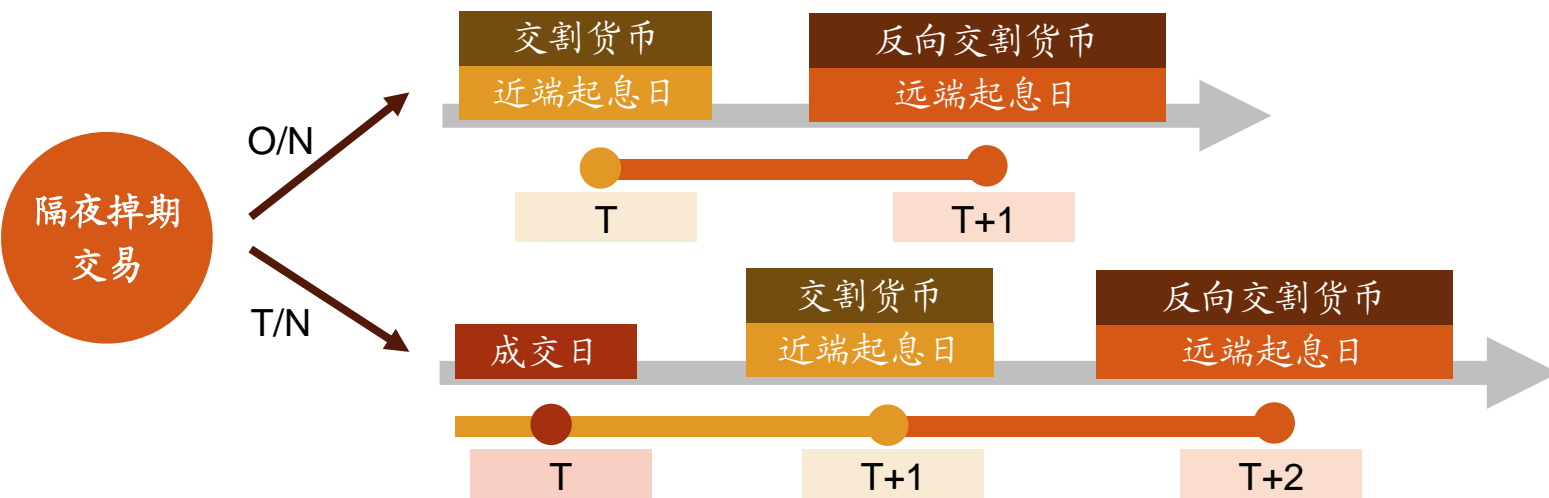 隔夜掉期
交易
O/N
交割货币
近端起息日
反向交割货币
远端起息日
T
T+1
T/N
成交日
交割货币
近端起息日
反向交割货币
远端起息日
T
T+1
T+2